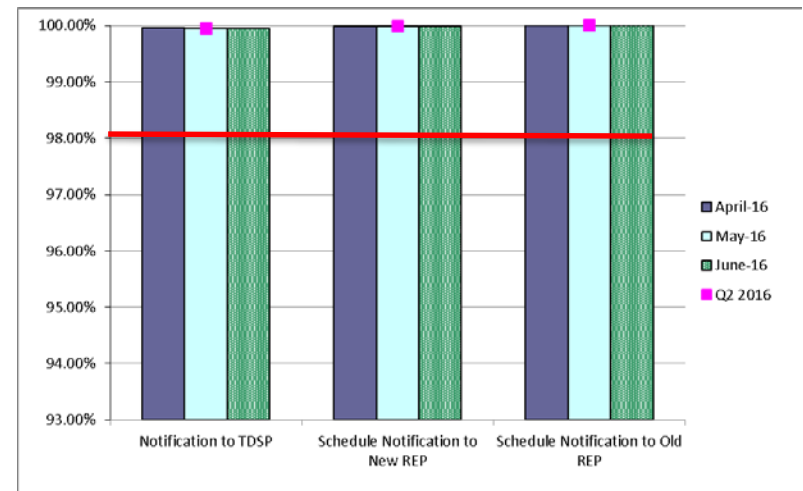 100.00%
99.00%
98.00%
97.00%
96.00%
95.00%
94.00%
93.00%
Notification to TDSP
Schedule Notification to
New REP
Schedule Notification to Old
REP
April-16
May-16
June-16
Q2 2016